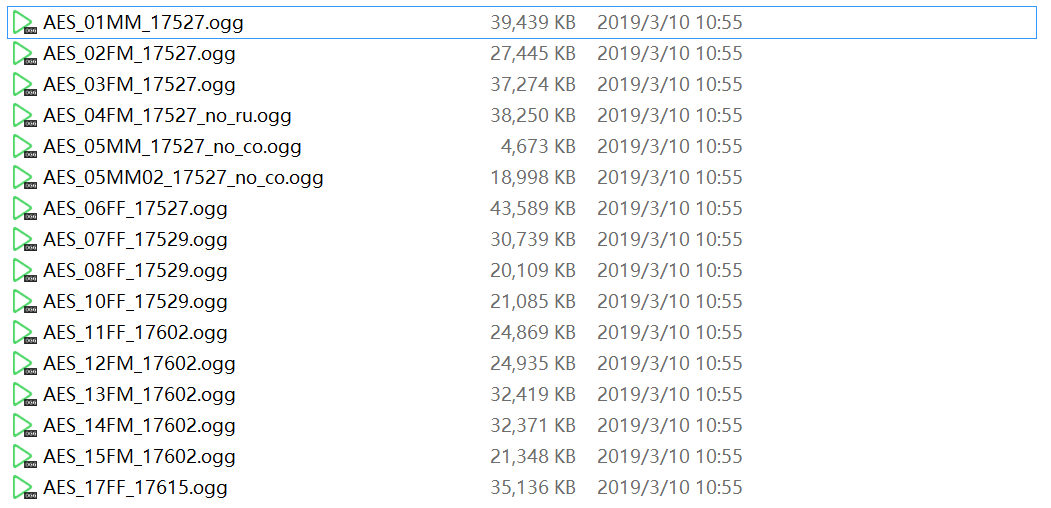 AES_01MM_17527.ogg 39,439 KB 2019/3/10 10:55
AES_02FM_17527.ogg 27,445 KB 2019/3/10 10:55
AES_03FM_17527.ogg 37,274 KB 2019/3/10 10:55
AES_04FM_17527_no_ru.ogg 38,250 KB 2019/3/10 10:55
AES_05MM_17527_no_co.ogg 4,673 KB 2019/3/10 10:55
AES_05MM02_17527_no_co.ogg 18,998 KB 2019/3/10 10:55
AES_06FF_17527.ogg 43,589 KB 2019/3/10 10:55
AES_07FF_17529.ogg 30,739 KB 2019/3/10 10:55
AES_08FF_17529.ogg 20,109 KB 2019/3/10 10:55
AES_10FF_17529.ogg 21,085 KB 2019/3/10 10:55
AES_11FF_17602.ogg 24,869 KB 2019/3/10 10:55
AES_12FM_17602.ogg 24,935 KB 2019/3/10 10:55
AES_13FM_17602.ogg 32,419 KB 2019/3/10 10:55
AES_14FM_17602.ogg 32,371 KB 2019/3/10 10:55
AES_15FM_17602.ogg 21,348 KB 2019/3/10 10:55
AES_17FF_17615.ogg 35,136 KB 2019/3/10 10:55